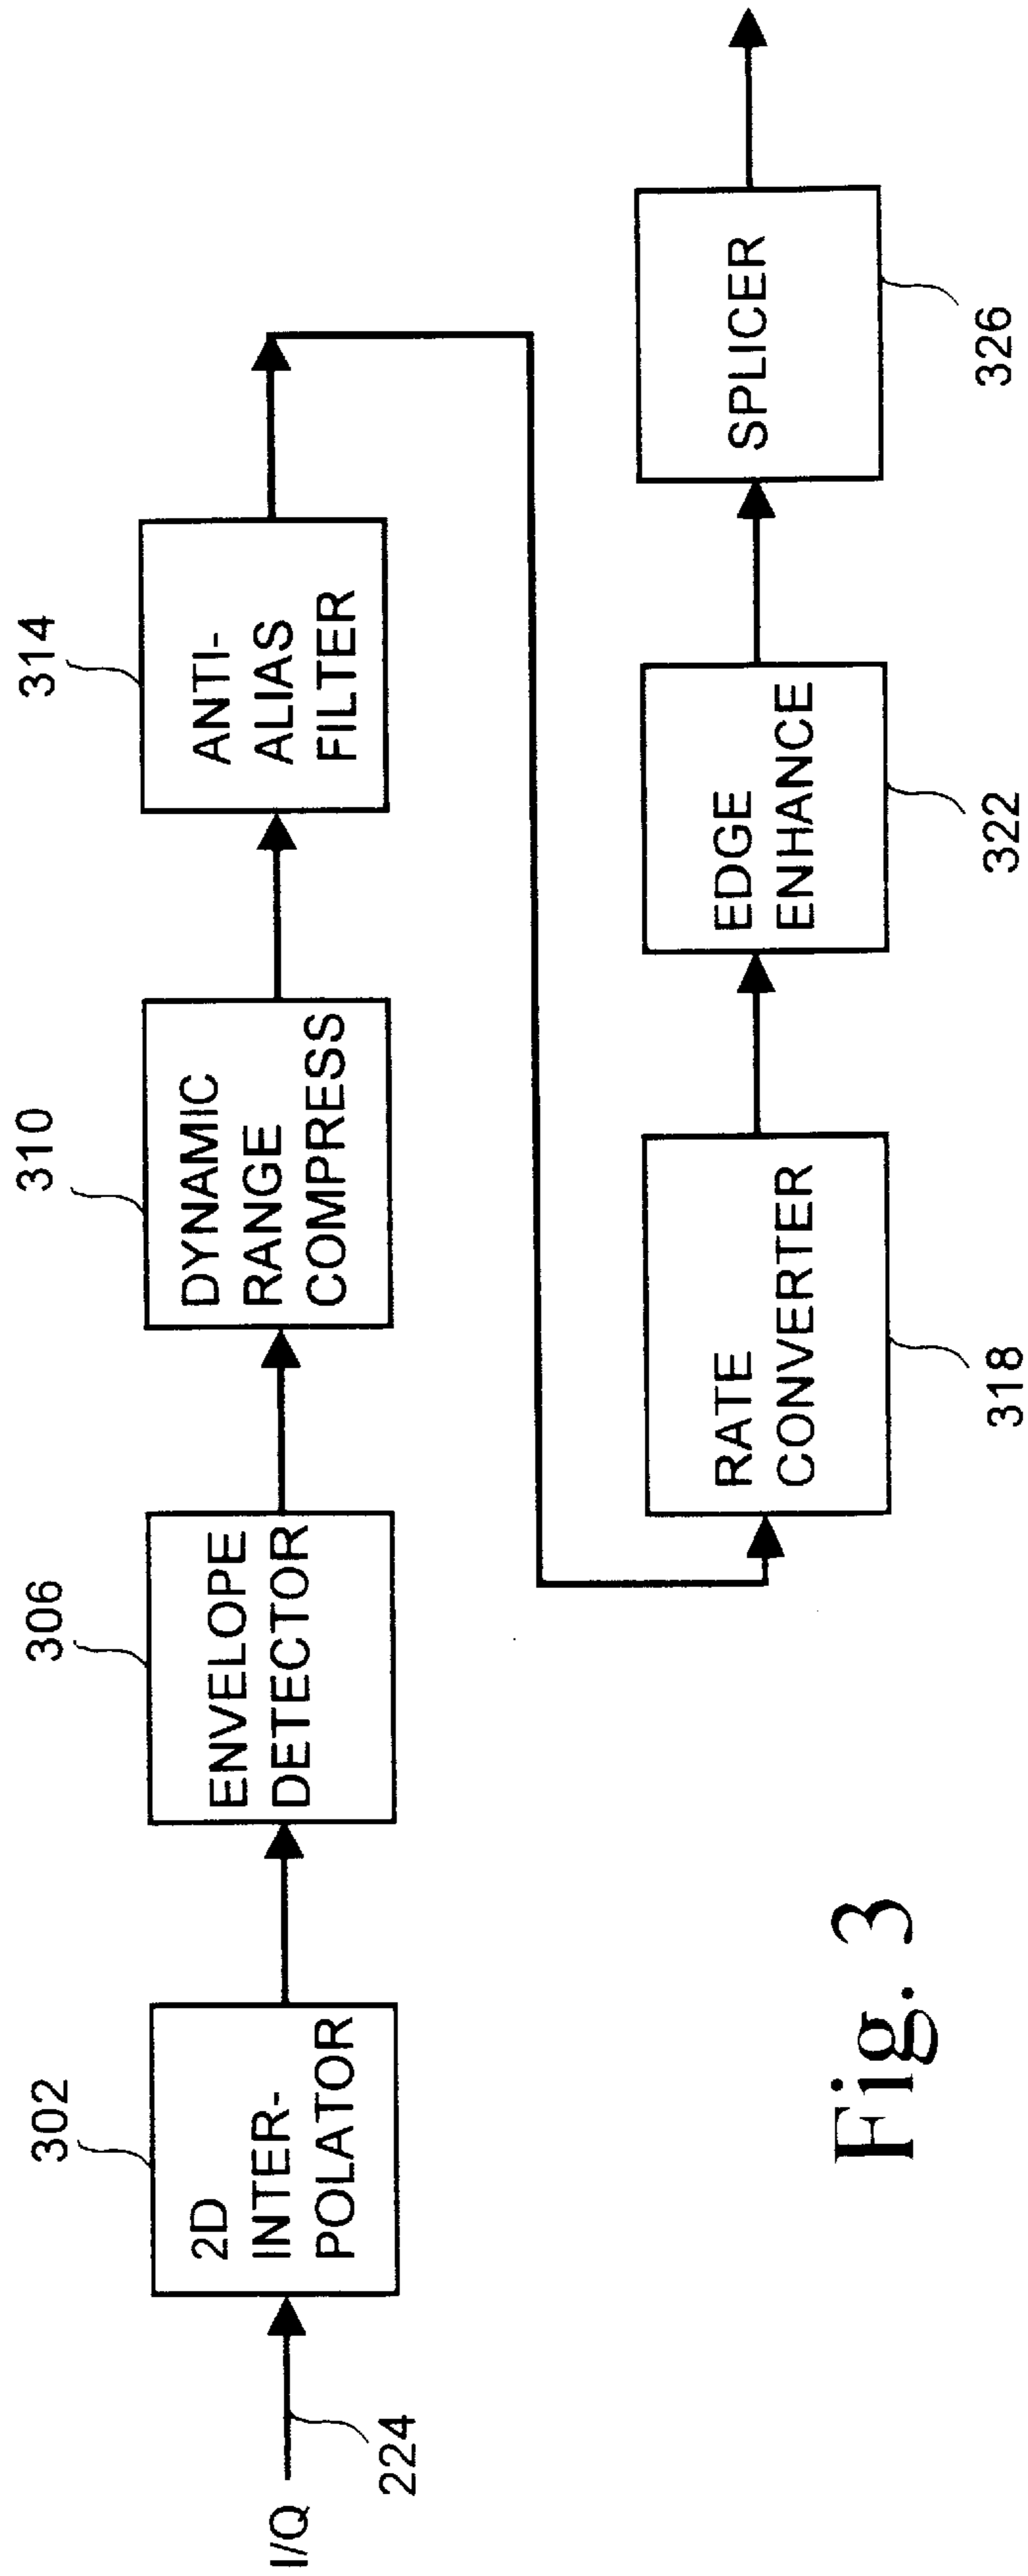 I/Q
224
302
2D
INTER-
POLATOR
306
ENVELOPE
DETECTOR
310
DYNAMIC
RANGE
COMPRESS
314
ANTI-
ALIAS
FILTER
RATE
CONVERTER
318
EDGE
ENHANCE
322
SPLICER
326
Fig. 3